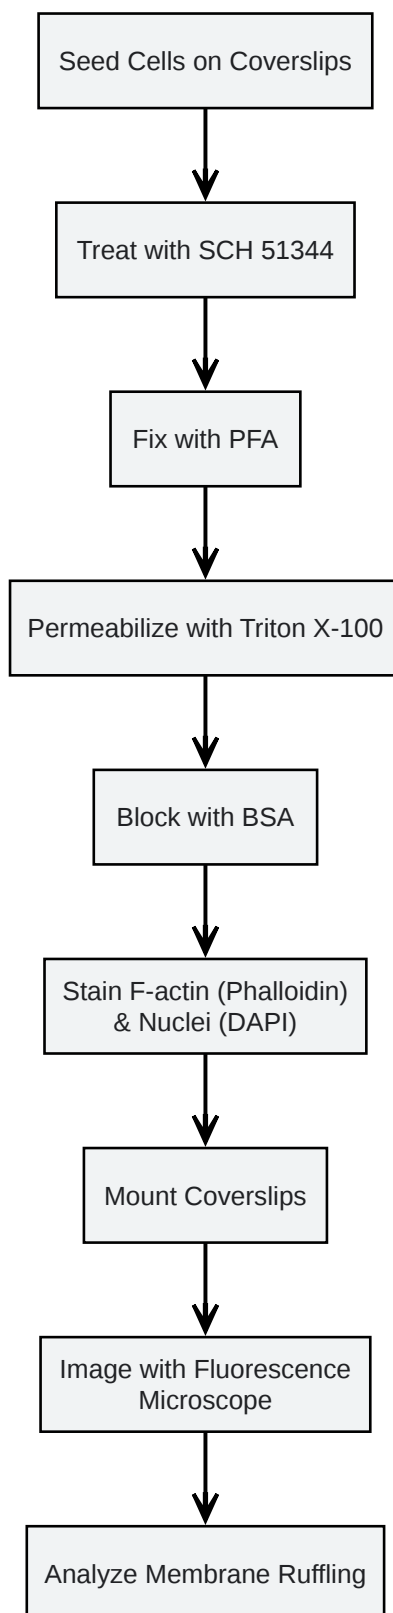 Seed Cells on Coverslips
Treat with SCH 51344
Fix with PFA
Permeabilize with Triton X-100
Block with BSA
Stain F-actin (Phalloidin)
& Nuclei (DAPI)
Mount Coverslips
Image with Fluorescence
Microscope
Analyze Membrane Ruffling